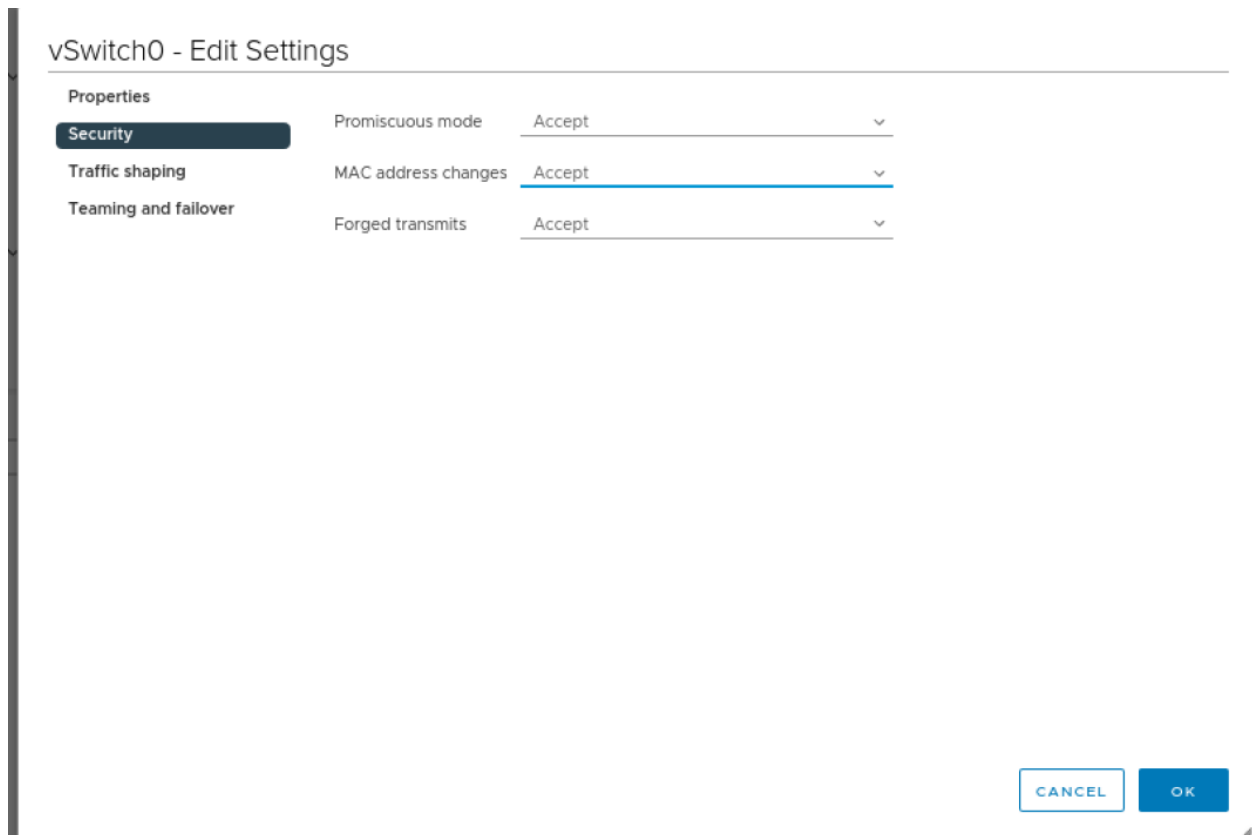 vSwitch0 - Edit Settings
Properties
Security
Traffic shaping
Teaming and failover
Promiscuous mode Accept
MAC address changes Accept
Forged transmits Accept
CANCEL OK